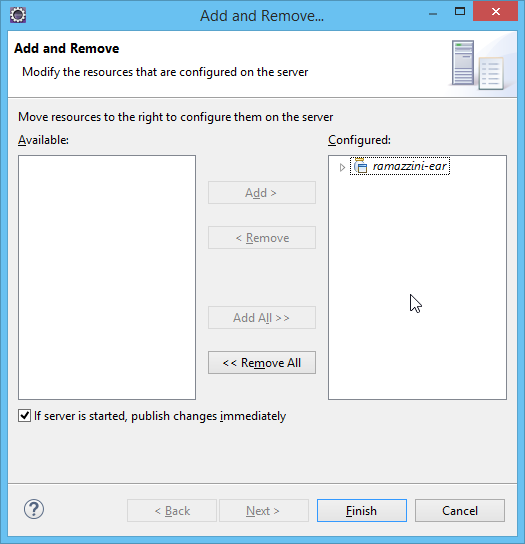 Add and Remove...
Add and Remove
Modify the resources that are configured on the server
Move resources to the right to configure them on the server
Available:
Configured:
ramazzini-ear
Add >
< Remove
Add All >>
<< Remove All
If server is started, publish changes immediately
?
< Back
Next >
Finish
Cancel